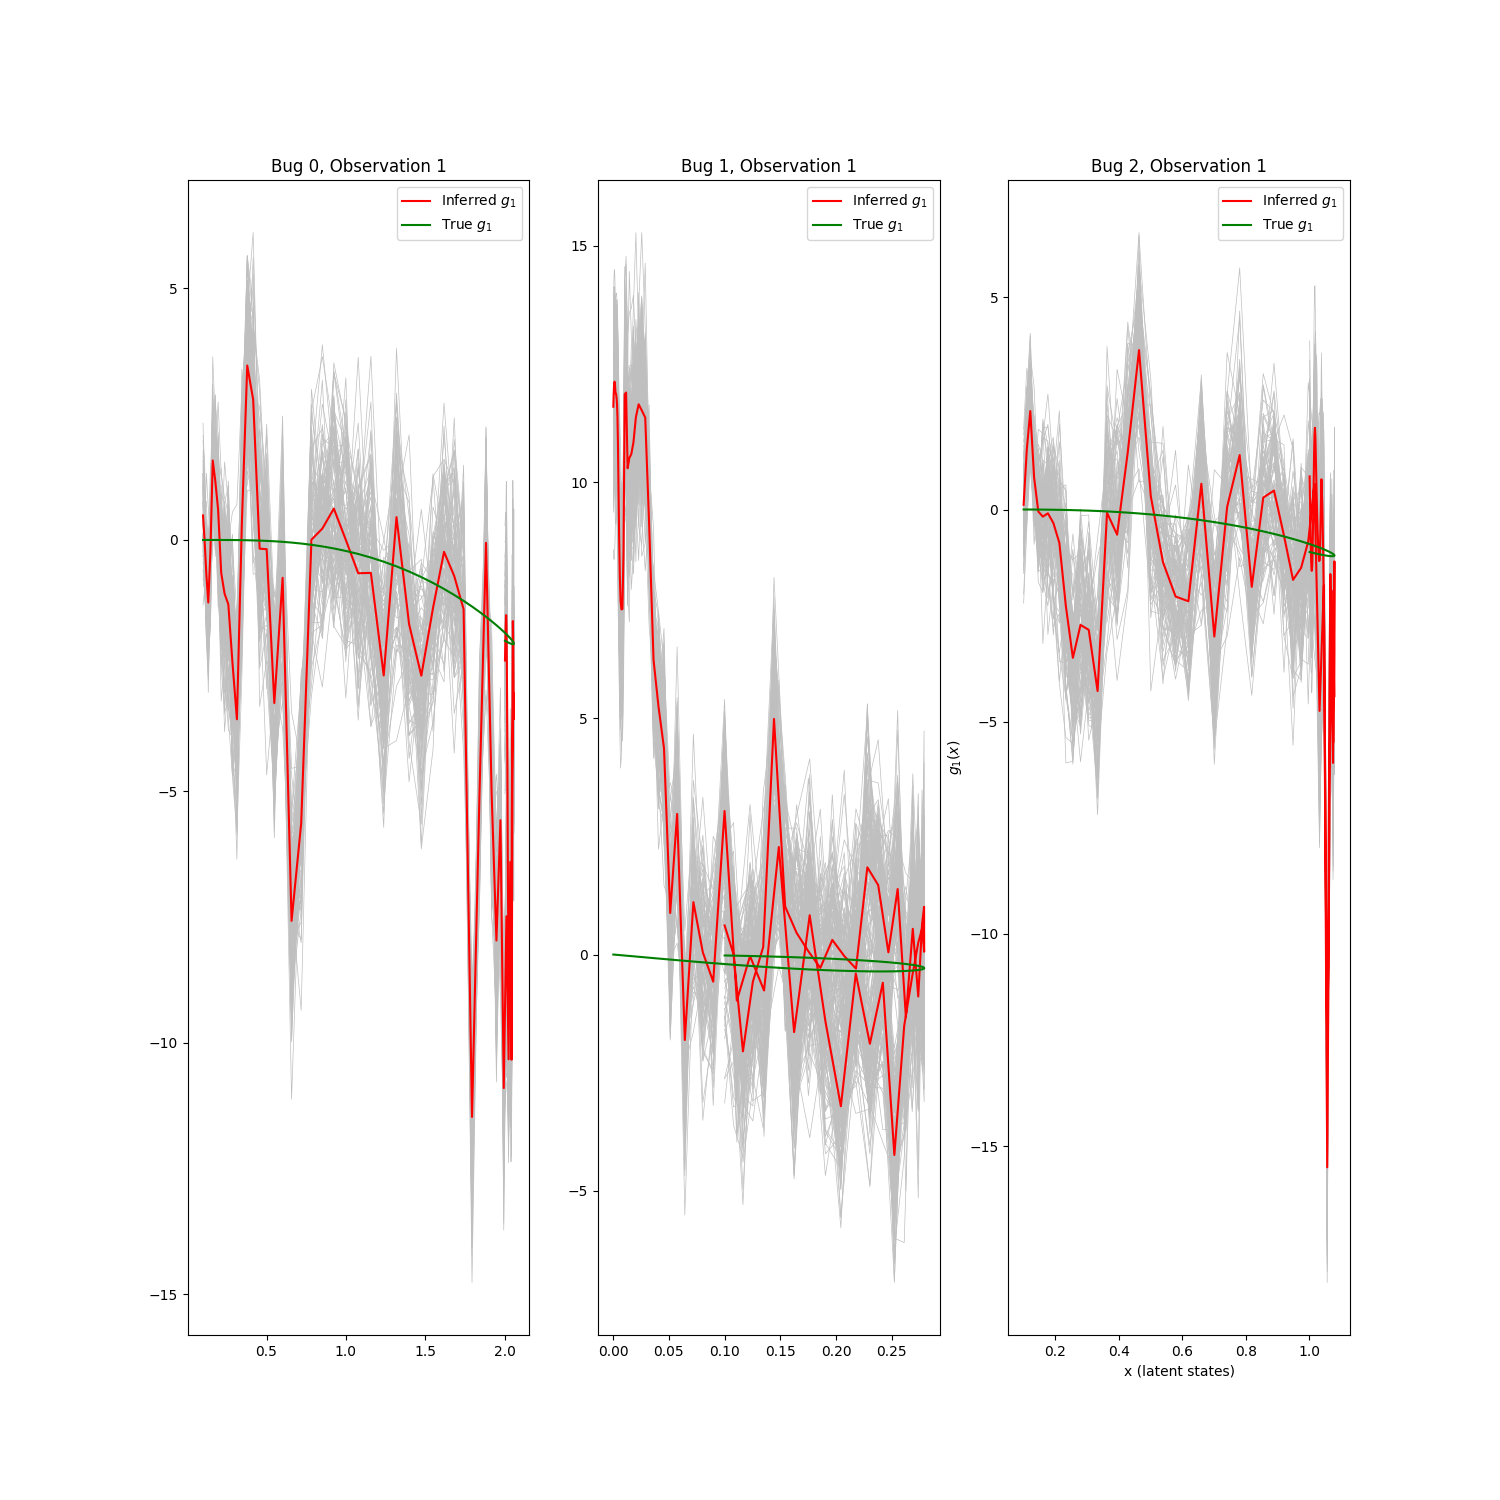 Bug 0, Observation 1
Inferred g₁
True g₁
5
0
−5
−10
−15
0.5 1.0 1.5 2.0
Bug 1, Observation 1
Inferred g₁
True g₁
15
10
5
0
−5
0.00 0.05 0.10 0.15 0.20 0.25
Bug 2, Observation 1
Inferred g₁
True g₁
g₁(x)
5
0
−5
−10
−15
0.2 0.4 0.6 0.8 1.0
x (latent states)